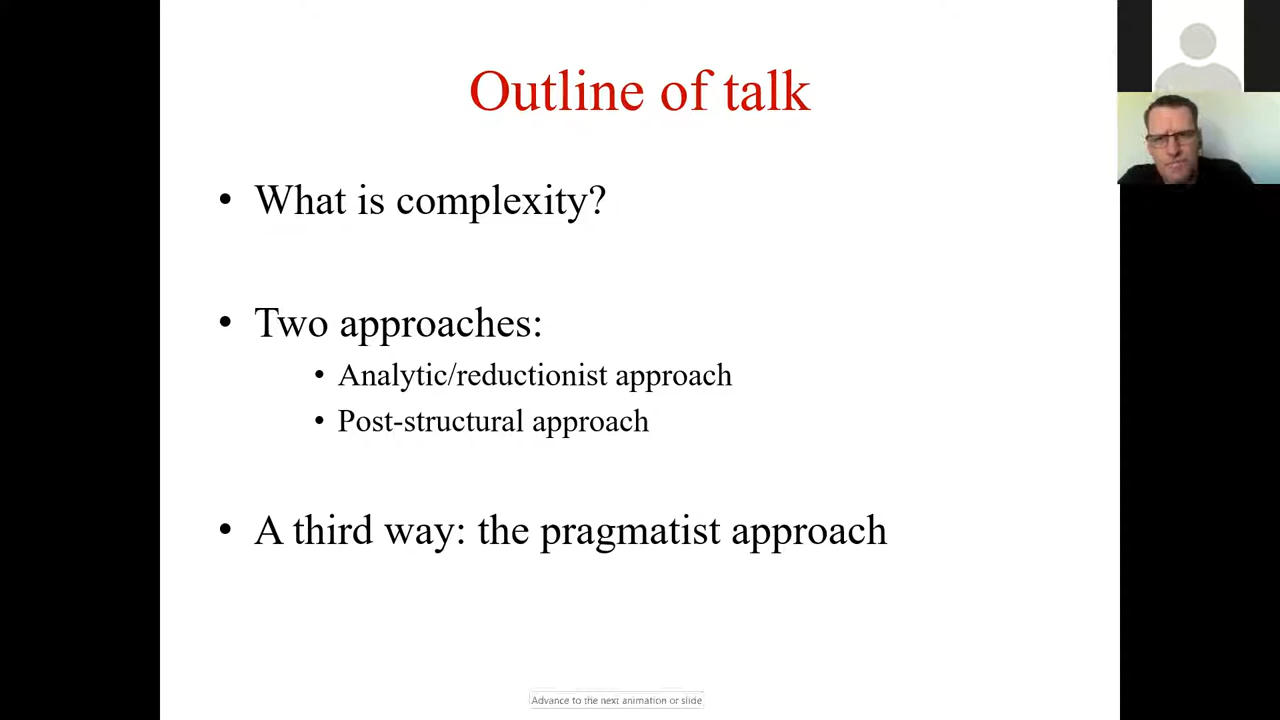 Outline of talk
• What is complexity?
• Two approaches:
• Analytic/reductionist approach
• Post-structural approach
• A third way: the pragmatist approach
Advance to the next animation or slide